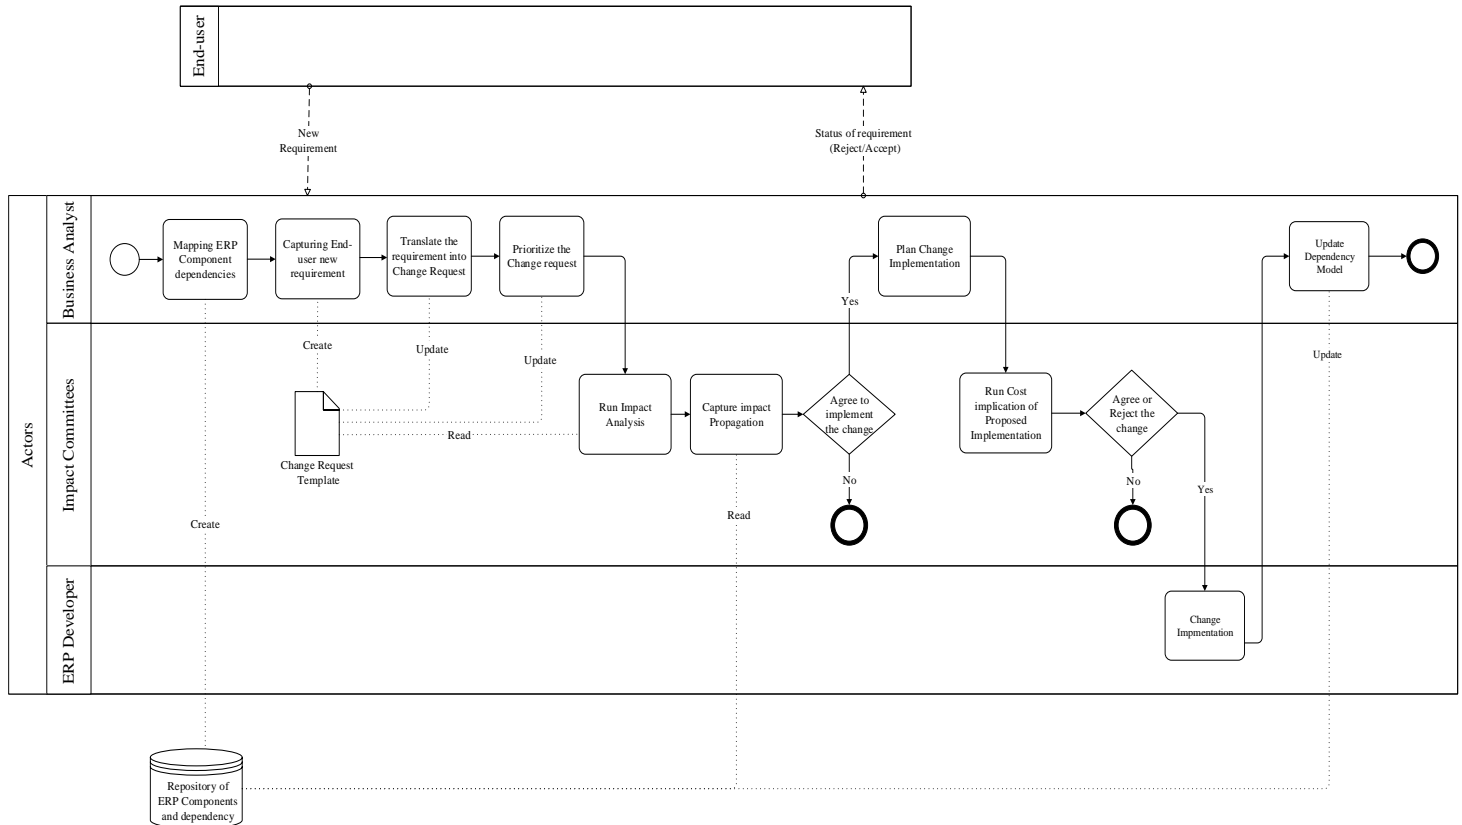 End-user
New
Requirement
Status of requirement
(Reject/Accept)
Actors
Business Analyst
Mapping ERP
Component
dependencies
Capturing End-
user new
requirement
Translate the
requirement into
Change Request
Prioritize the
Change request
Plan Change
Implementation
Update
Dependency
Model
Yes
Impact Committees
Create
Update
Update
Update
Change Request
Template
Read
Run Impact
Analysis
Capture impact
Propagation
Agree to
implement
the change
No
Run Cost
implication of
Proposed
Implementation
Agree or
Reject the
change
No
Yes
Create
Read
ERP Developer
Change
Impmentation
Repository of
ERP Components
and dependency